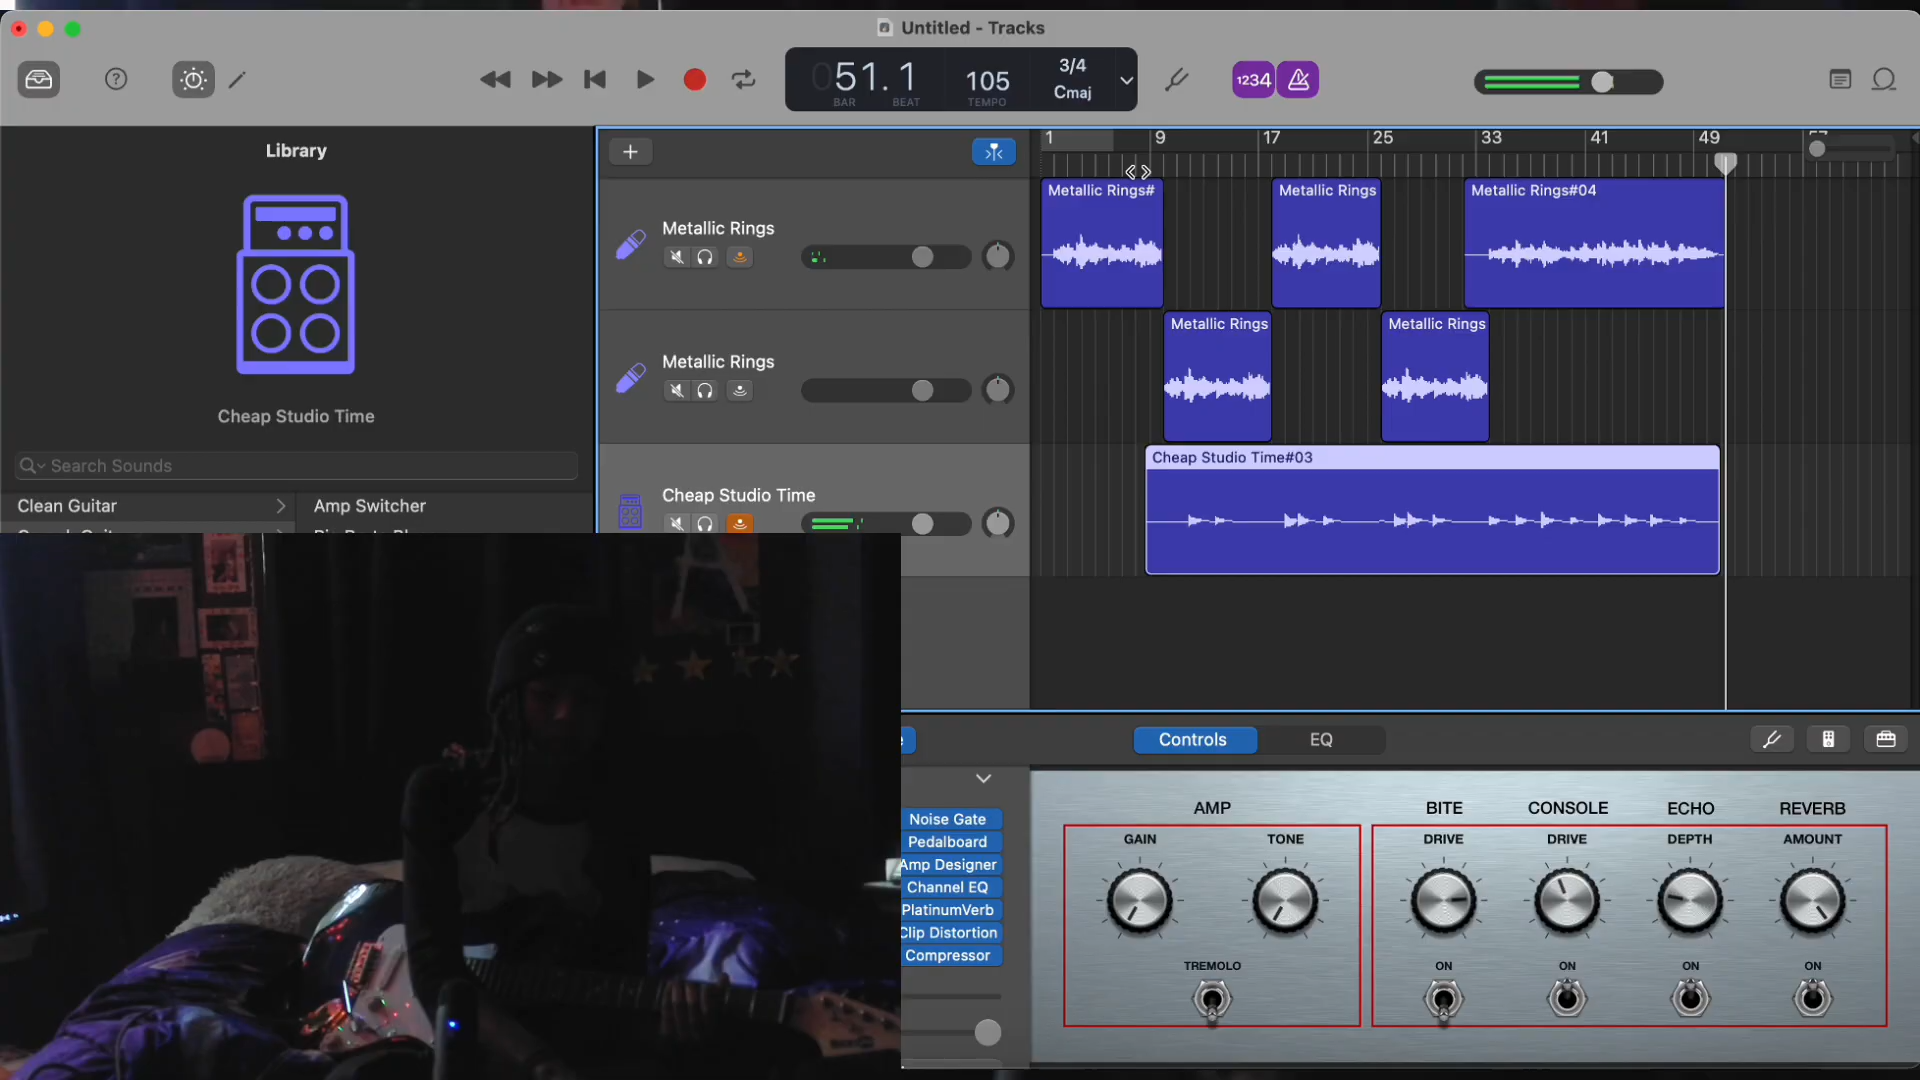 Untitled - Tracks
51.1
BAR BEAT
105
TEMPO
3/4
Cmaj
1234
Library
Cheap Studio Time
Search Sounds
Clean Guitar
Amp Switcher
1 9 17 25 33 41 49
Metallic Rings
Metallic Rings#
Metallic Rings
Metallic Rings#04
Metallic Rings
Metallic Rings
Metallic Rings
Cheap Studio Time
Cheap Studio Time#03
Controls
EQ
Noise Gate
Pedalboard
Amp Designer
Channel EQ
PlatinumVerb
Clip Distortion
Compressor
AMP BITE CONSOLE ECHO REVERB
GAIN TONE DRIVE DRIVE DEPTH AMOUNT
TREMOLO ON ON ON ON